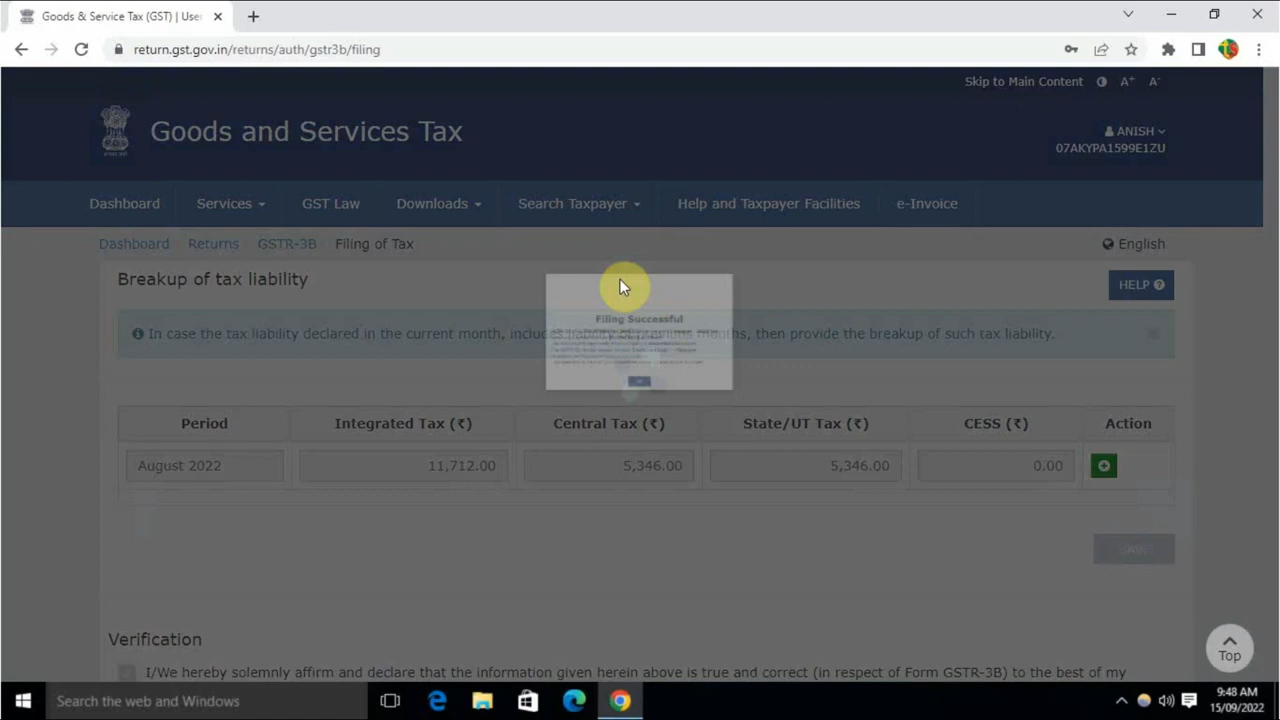 Goods & Service Tax (GST) | User
return.gst.gov.in/returns/auth/gstr3b/filing
Skip to Main Content A+ A-
Goods and Services Tax
ANISH
07AKYPA1599E1ZU
Dashboard Services GST Law Downloads Search Taxpayer Help and Taxpayer Facilities e-Invoice
Dashboard Returns GSTR-3B Filing of Tax English
Breakup of tax liability HELP
Filing Successful
In case the tax liability declared in the current month, includes liability of previous months, then provide the breakup of such tax liability.
Period Integrated Tax (₹) Central Tax (₹) State/UT Tax (₹) CESS (₹) Action
August 2022 11,712.00 5,346.00 5,346.00 0.00
SAVE
Verification
Top
I/We hereby solemnly affirm and declare that the information given herein above is true and correct (in respect of Form GSTR-3B) to the best of my
Search the web and Windows
9:48 AM
15/09/2022